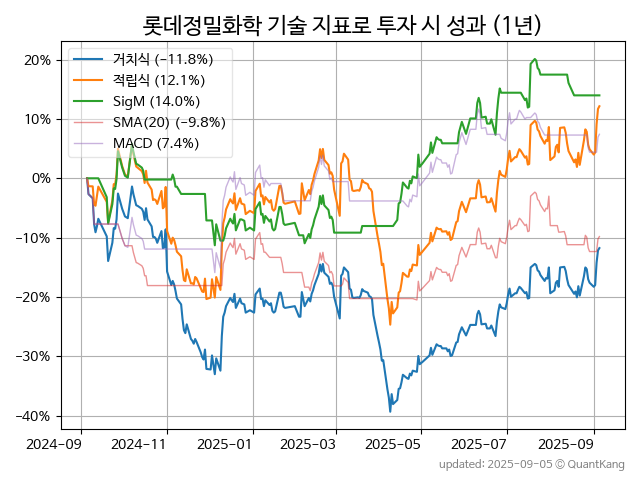 롯데정밀화학 기술 지표로 투자 시 성과 (1년)
거치식 (−11.8%)
적립식 (12.1%)
SigM (14.0%)
SMA(20) (−9.8%)
MACD (7.4%)
20%
10%
0%
−10%
−20%
−30%
−40%
2024−09 2024−11 2025−01 2025−03 2025−05 2025−07 2025−09
updated: 2025−09−05 ⓒ QuantKang